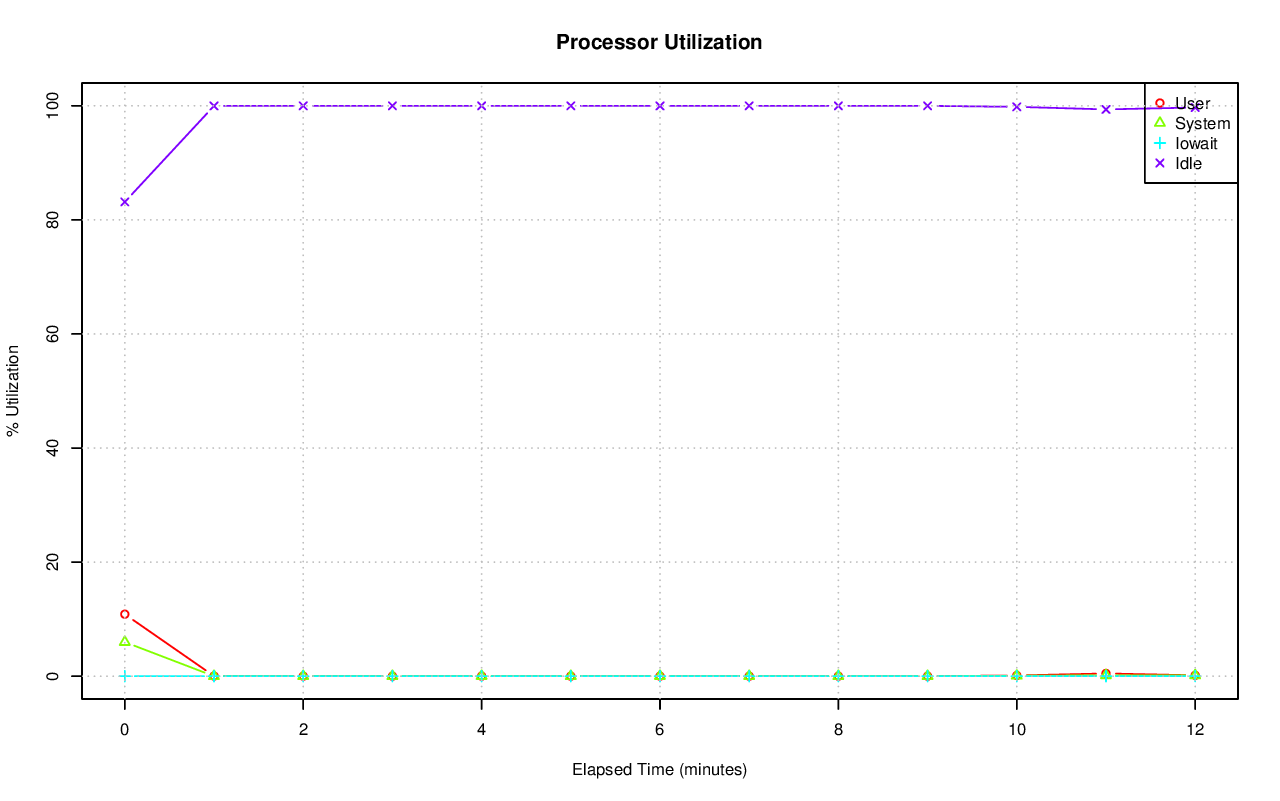 Processor Utilization
% Utilization
100
80
60
40
20
0
User
System
Iowait
Idle
0 2 4 6 8 10 12
Elapsed Time (minutes)